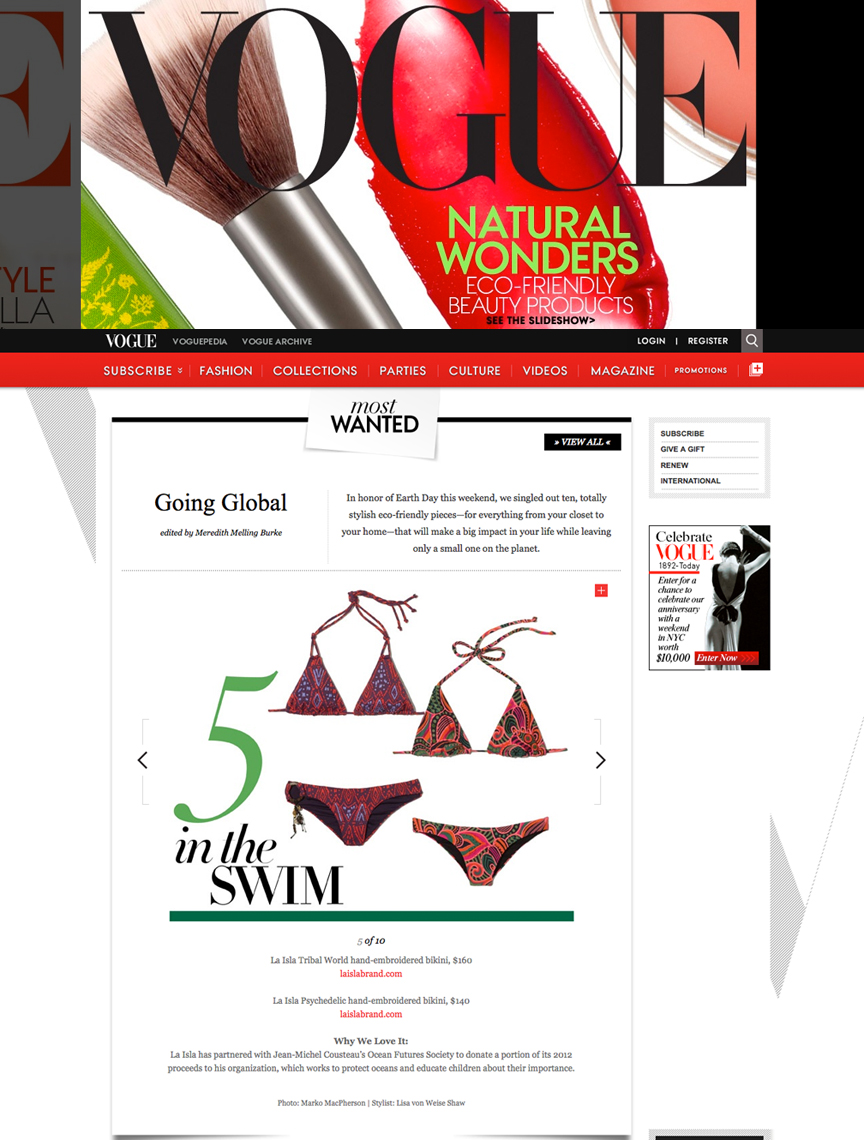 E
VOGUE
NATURAL
WONDERS
ECO-FRIENDLY
BEAUTY PRODUCTS
SEE THE SLIDESHOW>
TYLE
LLA
VOGUE VOGUEPEDIA VOGUE ARCHIVE LOGIN | REGISTER
SUBSCRIBE FASHION COLLECTIONS PARTIES CULTURE VIDEOS MAGAZINE PROMOTIONS
most
WANTED
» VIEW ALL «
SUBSCRIBE
GIVE A GIFT
RENEW
INTERNATIONAL
Going Global
edited by Meredith Melling Burke
In honor of Earth Day this weekend, we singled out ten, totally
stylish eco-friendly pieces—for everything from your closet to
your home—that will make a big impact in your life while leaving
only a small one on the planet.
Celebrate
VOGUE
1892-Today
Enter for a
chance to
celebrate our
anniversary
with a
weekend
in NYC
worth
$10,000 Enter Now
5
in the
SWIM
5 of 10
La Isla Tribal World hand-embroidered bikini, $160
laislabrand.com
La Isla Psychedelic hand-embroidered bikini, $140
laislabrand.com
Why We Love It:
La Isla has partnered with Jean-Michel Cousteau's Ocean Futures Society to donate a portion of its 2012
proceeds to his organization, which works to protect oceans and educate children about their importance.
Photo: Marko MacPherson | Stylist: Lisa von Weise Shaw